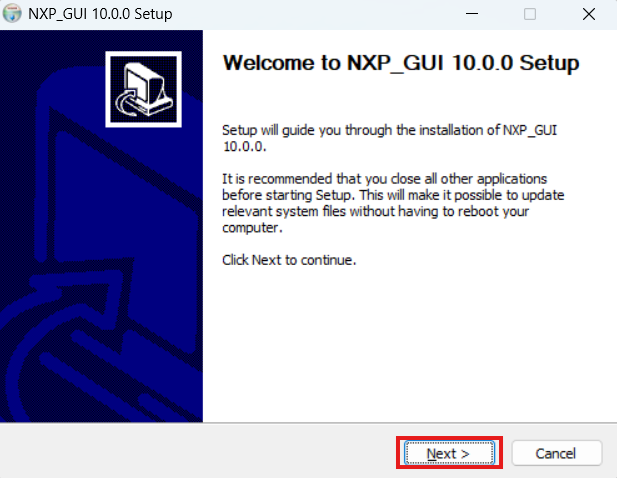 NXP_GUI 10.0.0 Setup
Welcome to NXP_GUI 10.0.0 Setup
Setup will guide you through the installation of NXP_GUI
10.0.0.
It is recommended that you close all other applications
before starting Setup. This will make it possible to update
relevant system files without having to reboot your
computer.
Click Next to continue.
Next >
Cancel